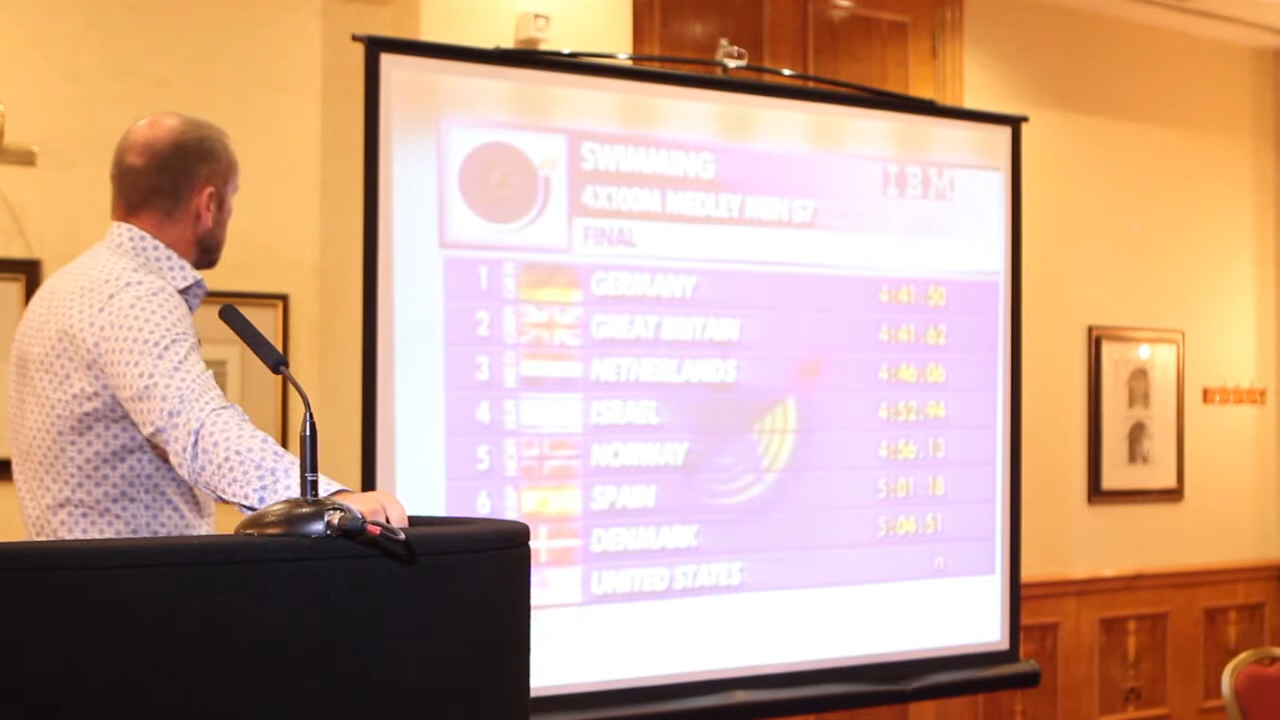 SWIMMING
IBM
4X100M MEDLEY MEN S7
FINAL
1 GERMANY 4:41.50
2 GREAT BRITAIN 4:41.62
3 NETHERLANDS 4:46.06
4 ISRAEL 4:52.94
5 NORWAY 4:56.13
6 SPAIN 5:01.18
DENMARK 5:04.51
UNITED STATES